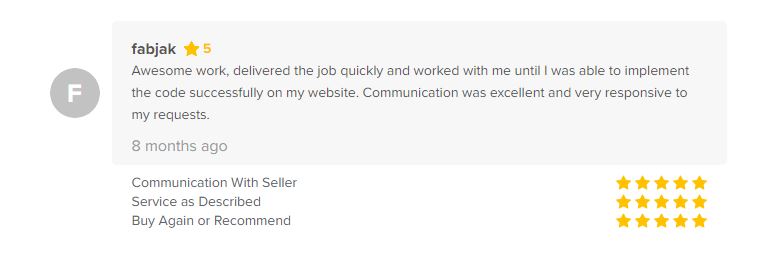 fabjak 5
F
Awesome work, delivered the job quickly and worked with me until I was able to implement
the code successfully on my website. Communication was excellent and very responsive to
my requests.
8 months ago
Communication With Seller
Service as Described
Buy Again or Recommend